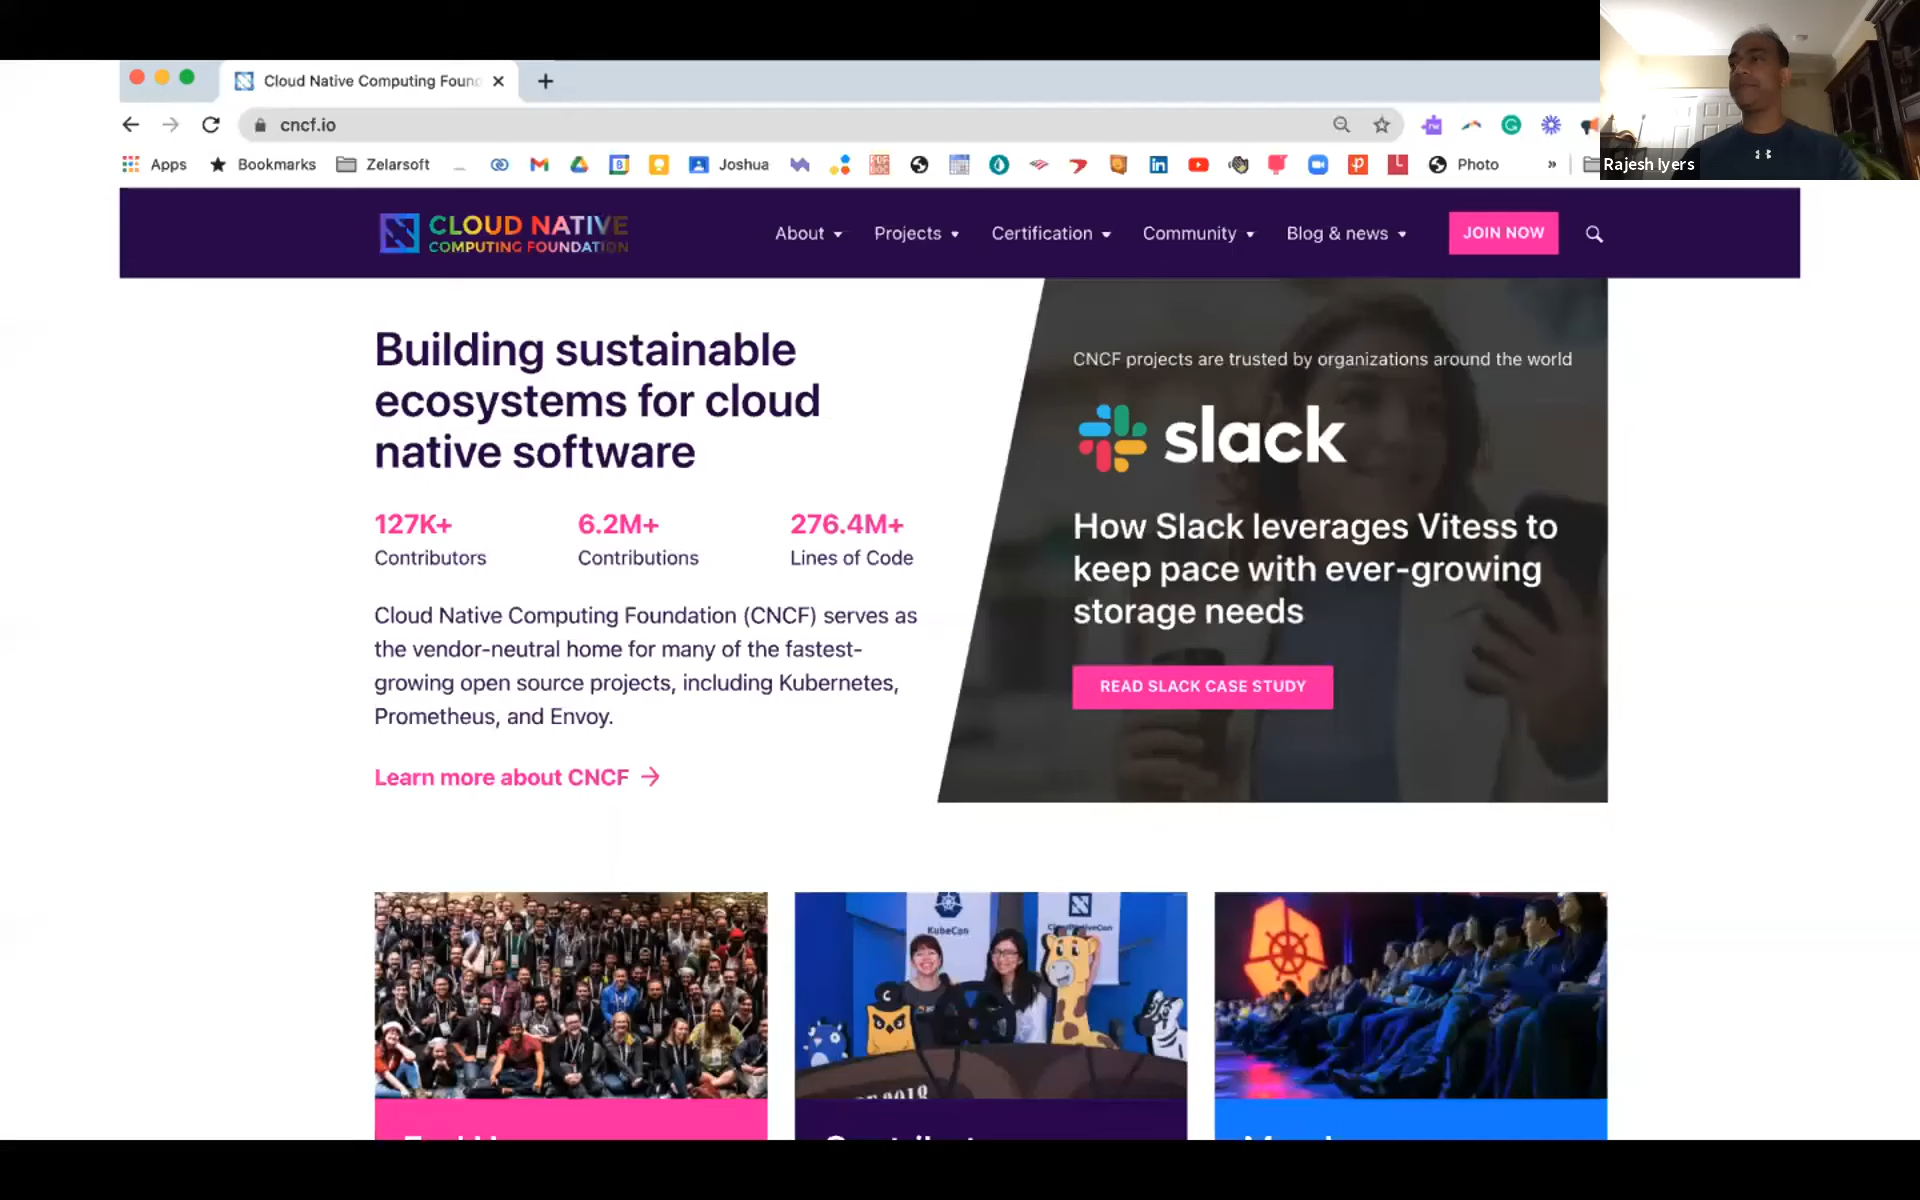 Cloud Native Computing Foun
cncf.io
Apps
Bookmarks
Zelarsoft
Joshua
Photo
»
Rajesh Iyers
CLOUD NATIVE
COMPUTING FOUNDATION
About
Projects
Certification
Community
Blog & news
JOIN NOW
Building sustainable
ecosystems for cloud
native software
127K+
Contributors
6.2M+
Contributions
276.4M+
Lines of Code
Cloud Native Computing Foundation (CNCF) serves as
the vendor-neutral home for many of the fastest-
growing open source projects, including Kubernetes,
Prometheus, and Envoy.
Learn more about CNCF →
CNCF projects are trusted by organizations around the world
slack
How Slack leverages Vitess to
keep pace with ever-growing
storage needs
READ SLACK CASE STUDY
KubeCon